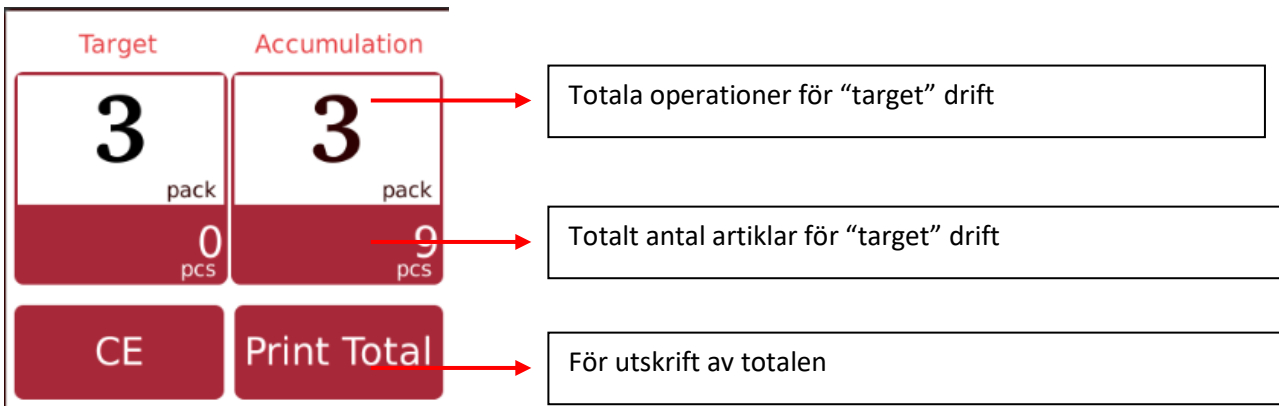 Target Accumulation
3 3
pack pack
0 9
pcs pcs
CE Print Total
Totala operationer för “target” drift
Totalt antal artiklar för “target” drift
För utskrift av totalen